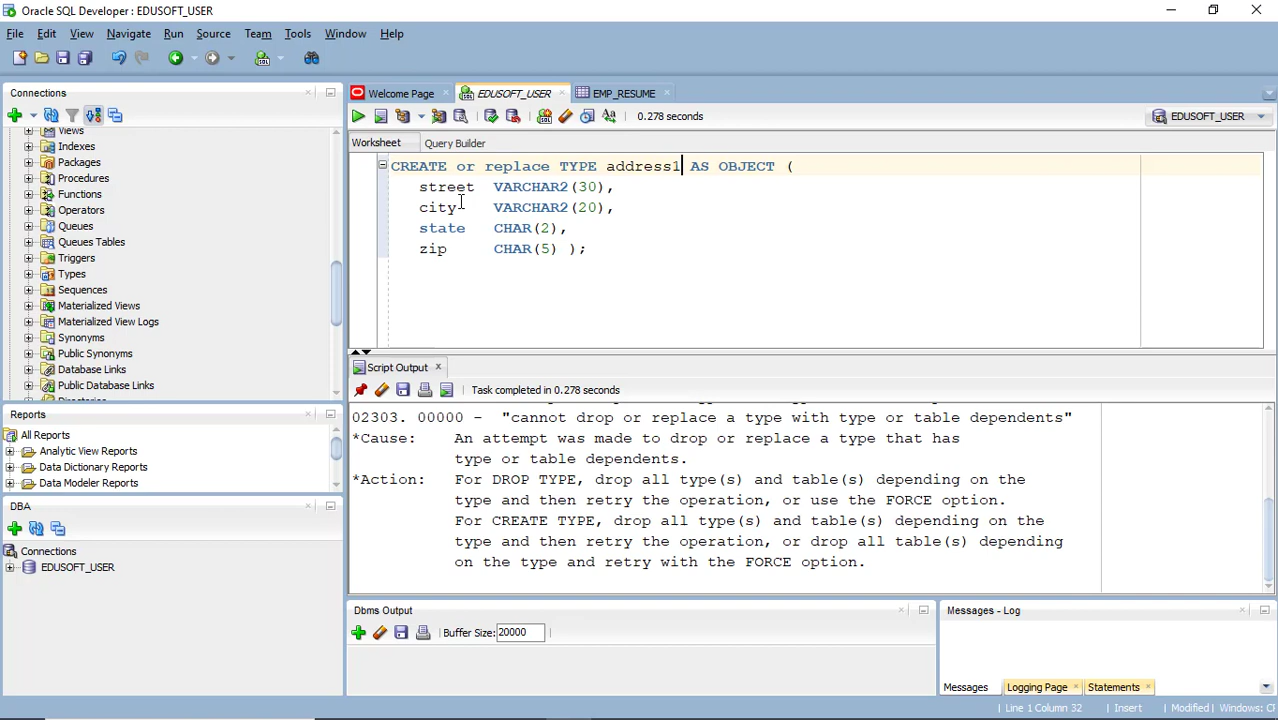 Oracle SQL Developer: EDUSOFT_USER
File Edit View Navigate Run Source Team Tools Window Help
Connections
Welcome Page EDUSOFT_USER EMP_RESUME
0.278 seconds EDUSOFT_USER
Worksheet Query Builder
Views
Indexes
Packages
Procedures
Functions
Operators
Queues
Queues Tables
Triggers
Types
Sequences
Materialized Views
Materialized View Logs
Synonyms
Public Synonyms
Database Links
Public Database Links
CREATE or replace TYPE address1 AS OBJECT (
street VARCHAR2(30),
city VARCHAR2(20),
state CHAR(2),
zip CHAR(5) );
Script Output
Task completed in 0.278 seconds
02303. 00000 - "cannot drop or replace a type with type or table dependents"
*Cause: An attempt was made to drop or replace a type that has
type or table dependents.
*Action: For DROP TYPE, drop all type(s) and table(s) depending on the
type and then retry the operation, or use the FORCE option.
For CREATE TYPE, drop all type(s) and table(s) depending on the
type and then retry the operation, or drop all table(s) depending
on the type and retry with the FORCE option.
Reports
All Reports
Analytic View Reports
Data Dictionary Reports
Data Modeler Reports
DBA
Connections
EDUSOFT_USER
Dbms Output
Buffer Size: 20000
Messages - Log
Messages Logging Page Statements
Line 1 Column 32 Insert Modified Windows: CF